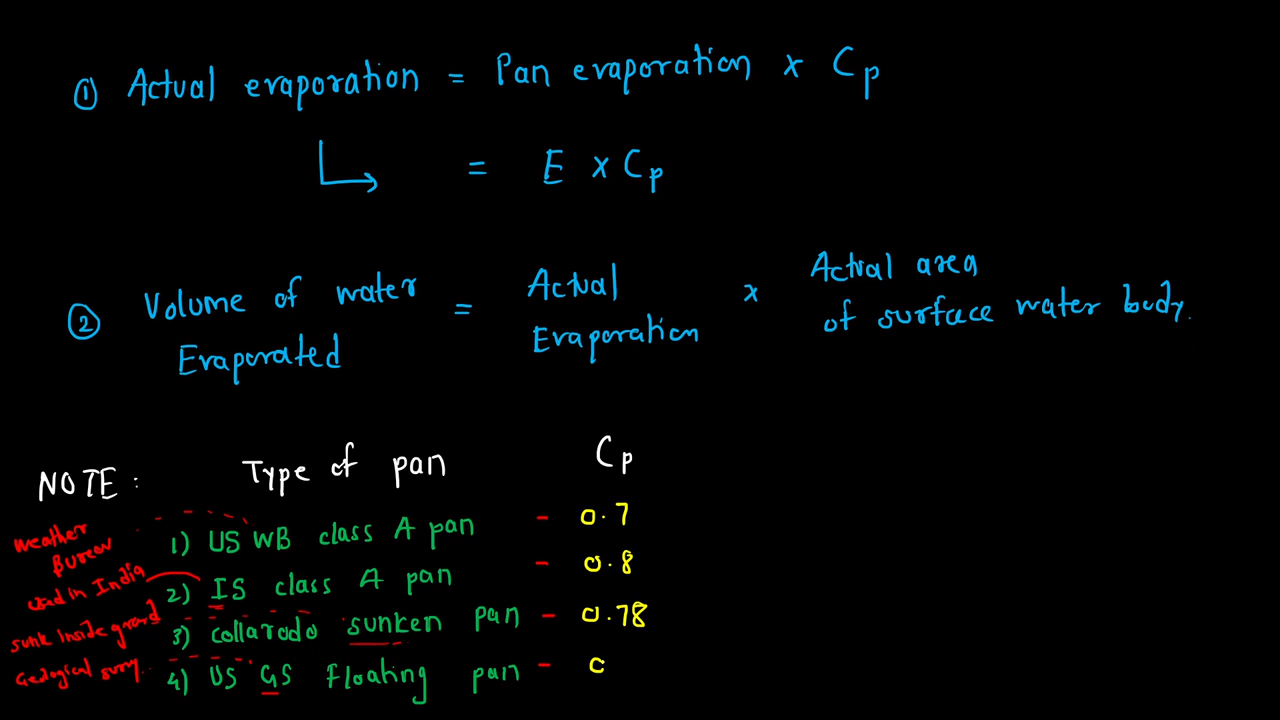 ① Actual evaporation = Pan evaporation x Cp
= E x Cp
② Volume of water Evaporated = Actual Evaporation x Actual area of surface water body.
NOTE : Type of pan Cp
Weather Bureau 1) US WB class A pan - 0.7
used in India 2) IS class A pan - 0.8
sunk inside ground 3) collarado sunken pan - 0.78
Geological 4) US GS Floating pan - 0